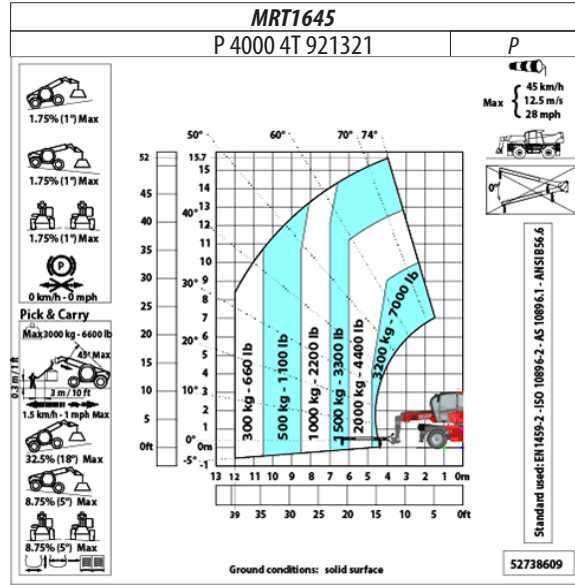 MRT1645
P 4000 4T 921321 P
1.75% (1°) Max
1.75% (1°) Max
1.75% (1°) Max
P
0 km/h - 0 mph
Pick & Carry
Max 3000 kg - 6600 lb
45° Max
0.3 m / 1 ft
3 m / 10 ft
1.5 km/h - 1 mph Max
32.5% (18°) Max
8.75% (5°) Max
8.75% (5°) Max
Max { 45 km/h
12.5 m/s
28 mph
0°
50° 60° 70° 74°
40°
30°
20°
10°
0°
52
45
40
35
30
25
20
15
10
5
0ft
-5
15.7
15
14
13
12
11
10
9
8
7
6
5
4
3
2
1
0m
-1
300 kg - 660 lb
500 kg - 1100 lb
1000 kg - 2200 lb
1500 kg - 3300 lb
2000 kg - 4400 lb
3200 kg - 7000 lb
13 12 11 10 9 8 7 6 5 4 3 2 1 0m
39 35 30 25 20 15 10 5 0ft
Ground conditions: solid surface
Standard used: EN1459-2 - ISO 10896-2 - AS 10896.1 - ANSIB56.6
52738609